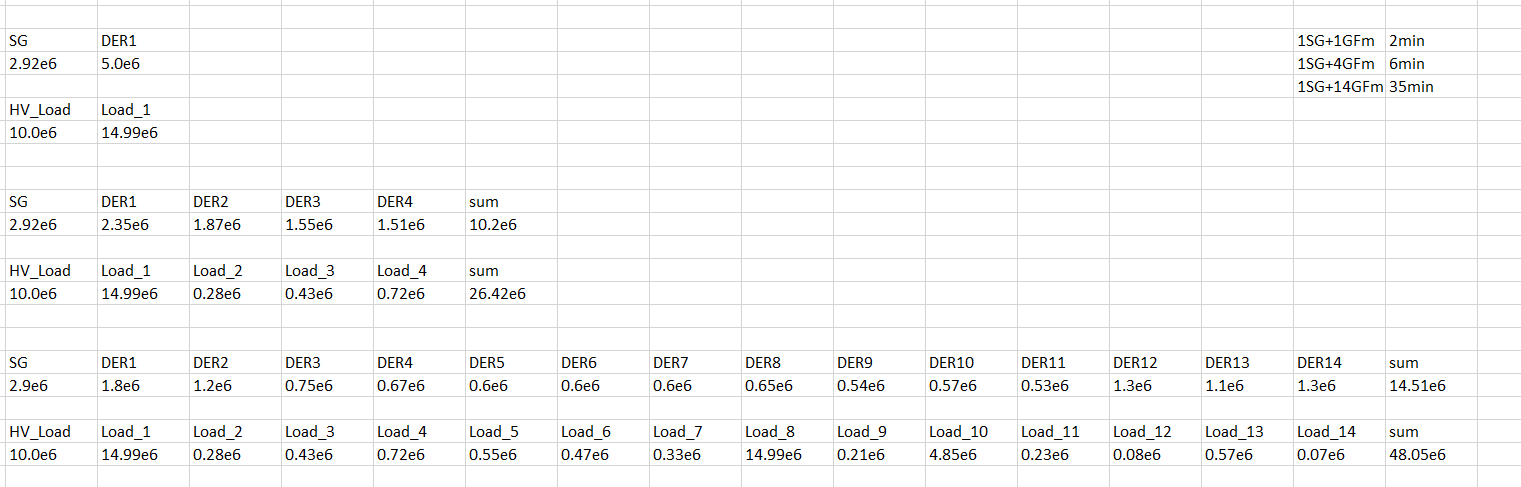 SG DER1 1SG+1GFm 2min
2.92e6 5.0e6 1SG+4GFm 6min
1SG+14GFm 35min
HV_Load Load_1
10.0e6 14.99e6
SG DER1 DER2 DER3 DER4 sum
2.92e6 2.35e6 1.87e6 1.55e6 1.51e6 10.2e6
HV_Load Load_1 Load_2 Load_3 Load_4 sum
10.0e6 14.99e6 0.28e6 0.43e6 0.72e6 26.42e6
SG DER1 DER2 DER3 DER4 DER5 DER6 DER7 DER8 DER9 DER10 DER11 DER12 DER13 DER14 sum
2.9e6 1.8e6 1.2e6 0.75e6 0.67e6 0.6e6 0.6e6 0.6e6 0.65e6 0.54e6 0.57e6 0.53e6 1.3e6 1.1e6 1.3e6 14.51e6
HV_Load Load_1 Load_2 Load_3 Load_4 Load_5 Load_6 Load_7 Load_8 Load_9 Load_10 Load_11 Load_12 Load_13 Load_14 sum
10.0e6 14.99e6 0.28e6 0.43e6 0.72e6 0.55e6 0.47e6 0.33e6 14.99e6 0.21e6 4.85e6 0.23e6 0.08e6 0.57e6 0.07e6 48.05e6